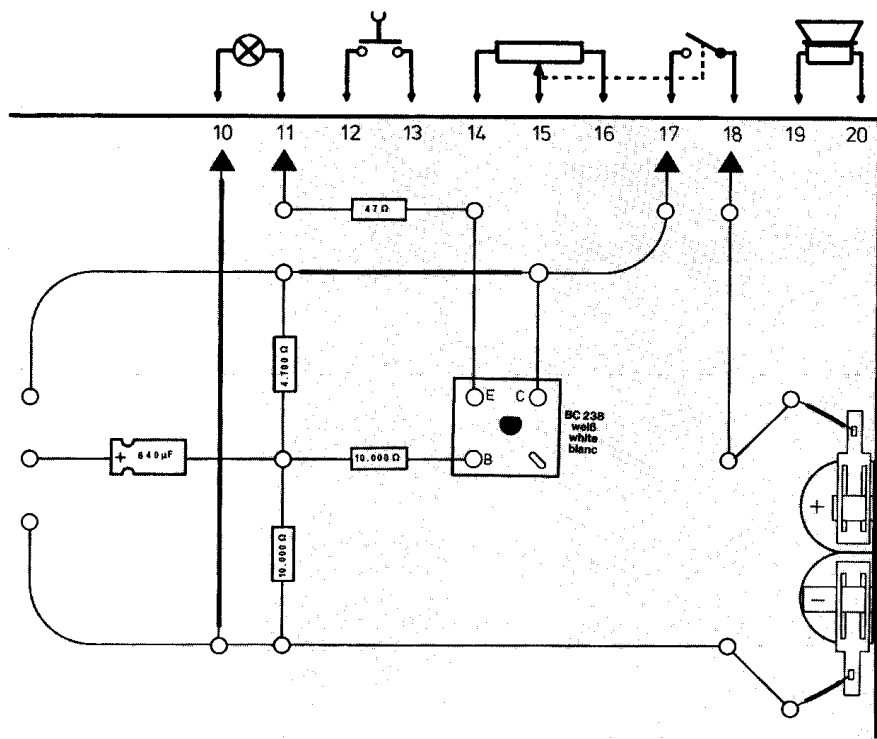 10 11 12 13 14 15 16 17 18 19 20
47 Ω
4.700 Ω
E C
BC 238
weiß
white
blanc
+ 640 µF
10.000 Ω
B
+
10.000 Ω
−